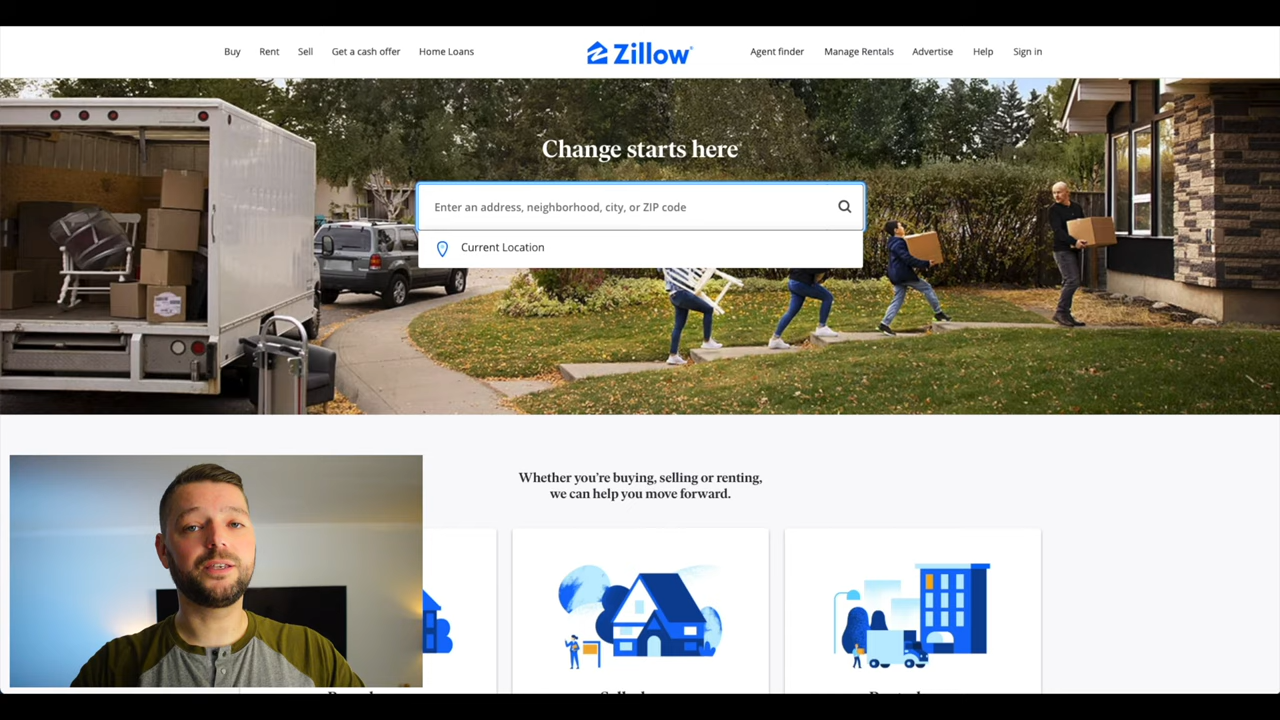 Buy
Rent
Sell
Get a cash offer
Home Loans
Zillow
Agent finder
Manage Rentals
Advertise
Help
Sign in
Change starts here
Enter an address, neighborhood, city, or ZIP code
Current Location
Whether you're buying, selling or renting,
we can help you move forward.